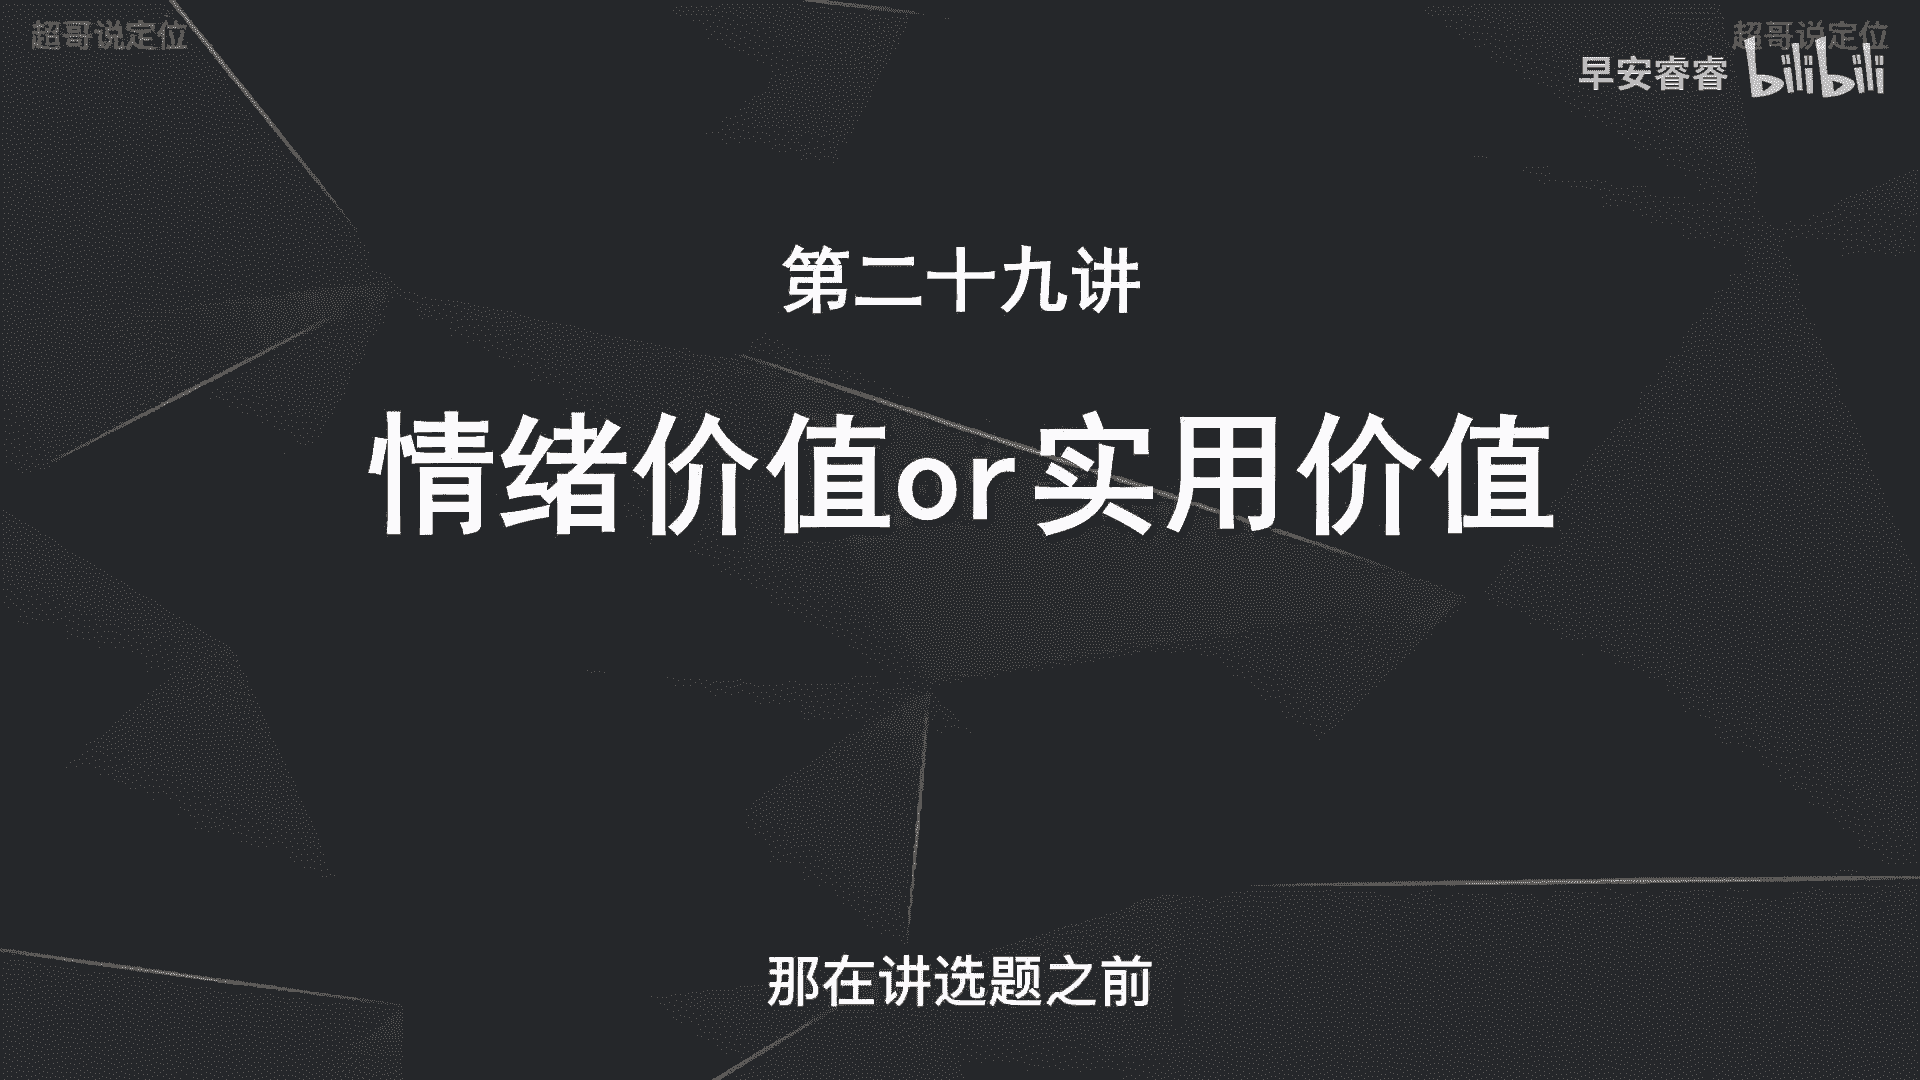 超哥说定位
超哥说定位
早安睿睿 bilibili
第二十九讲
情绪价值or实用价值
那在讲选题之前